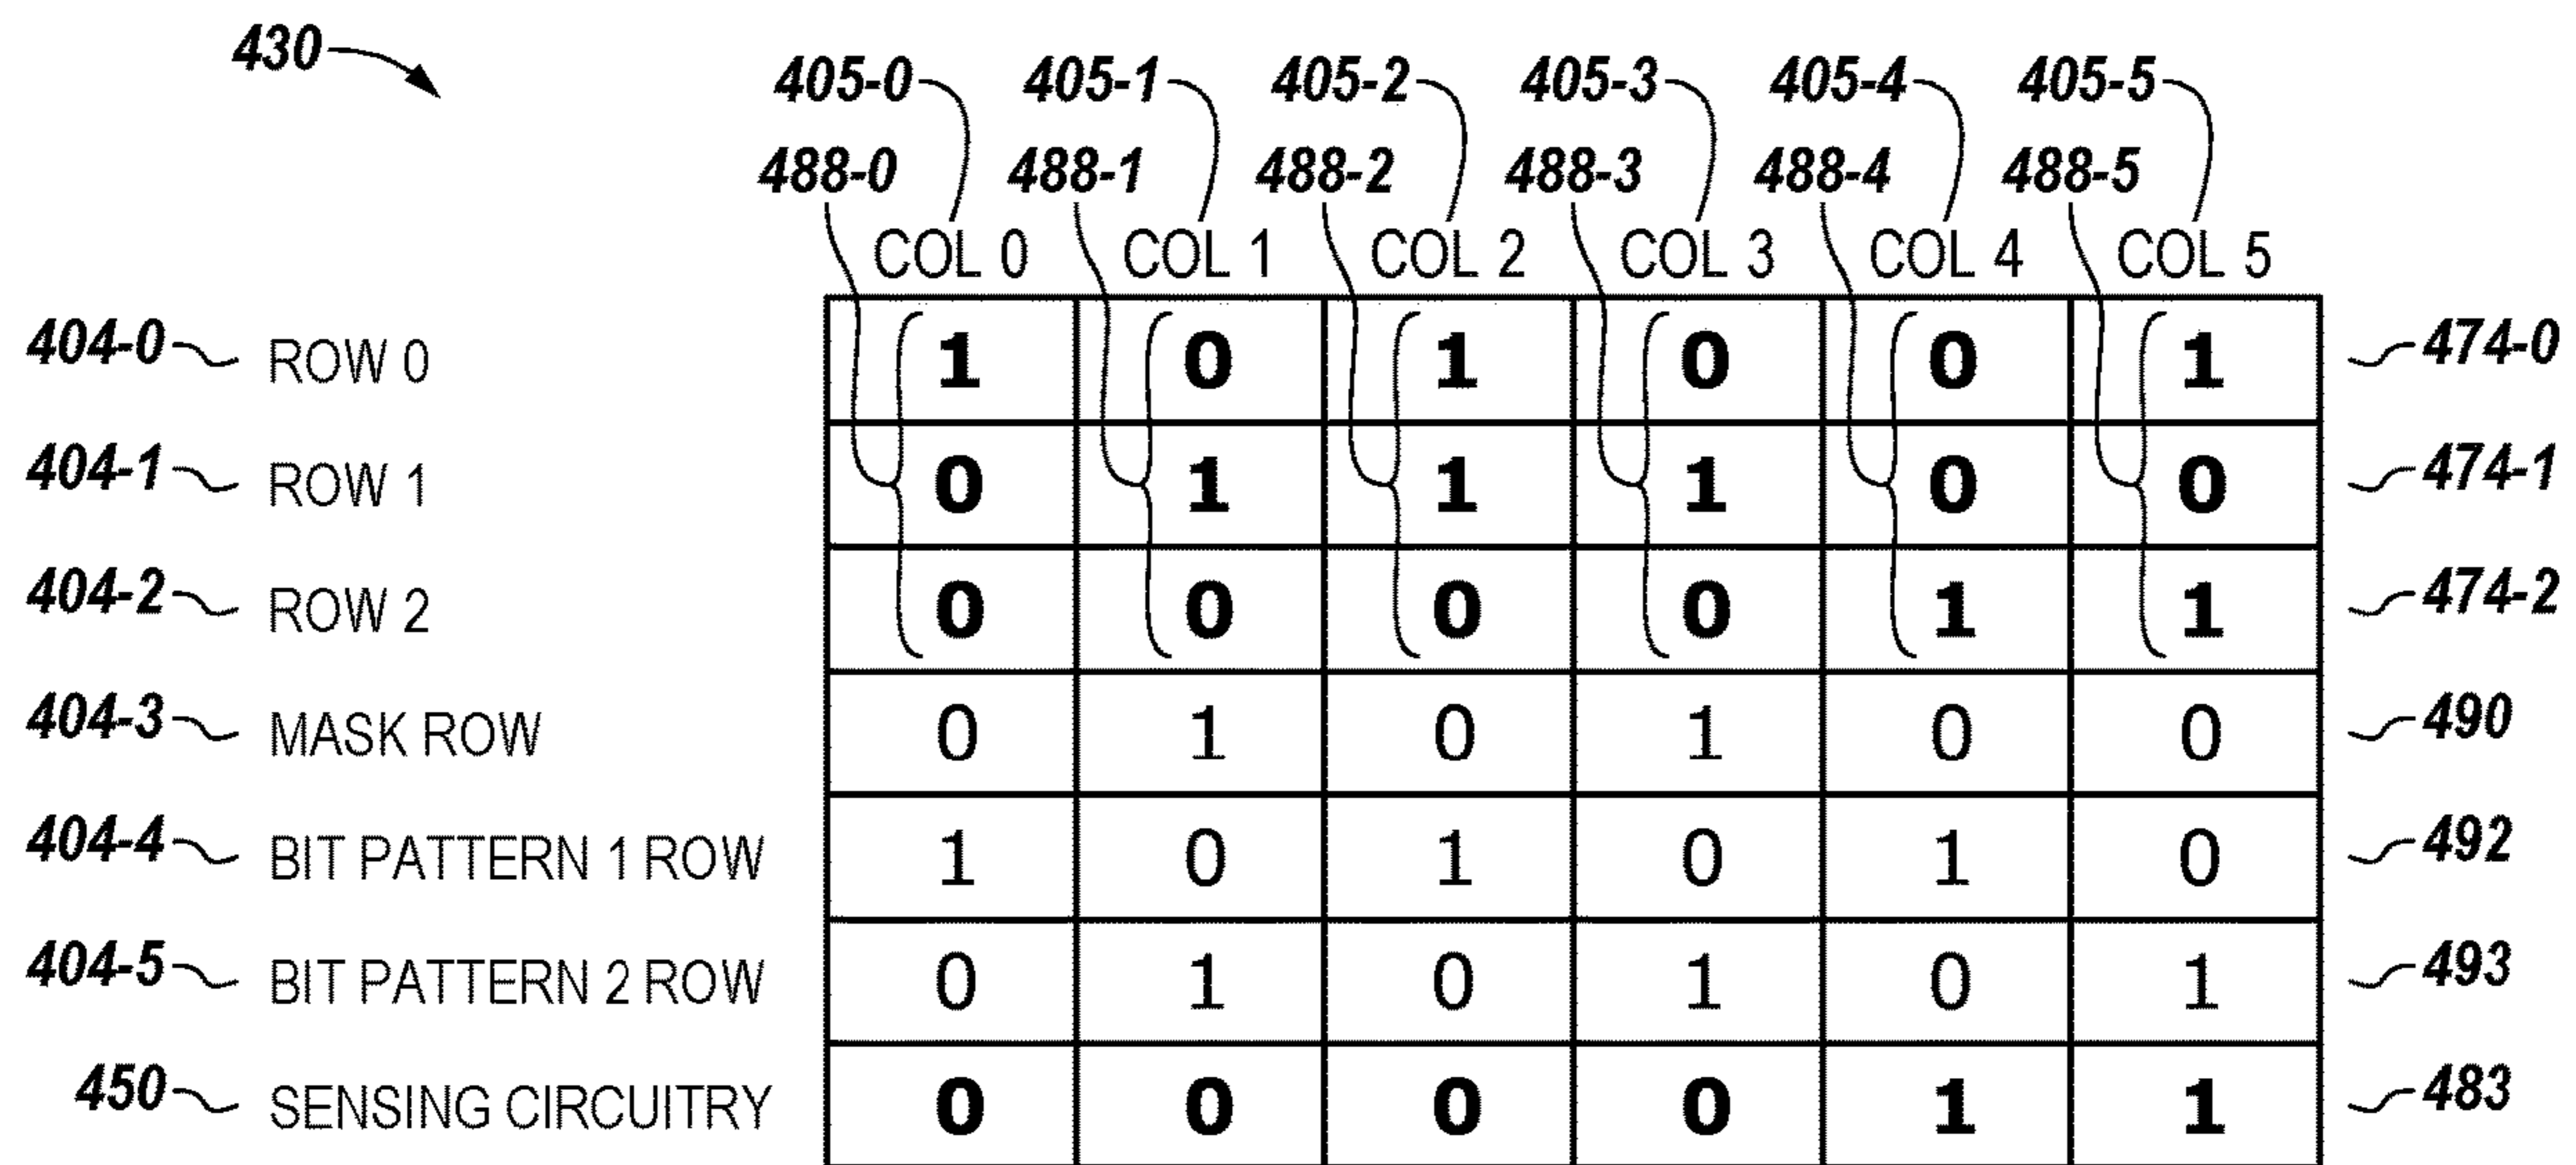 430
405-0 405-1 405-2 405-3 405-4 405-5
488-0 488-1 488-2 488-3 488-4 488-5
COL 0 COL 1 COL 2 COL 3 COL 4 COL 5
404-0 ROW 0 1 0 1 0 0 1 474-0
404-1 ROW 1 0 1 1 1 0 0 474-1
404-2 ROW 2 0 0 0 0 1 1 474-2
404-3 MASK ROW 0 1 0 1 0 0 490
404-4 BIT PATTERN 1 ROW 1 0 1 0 1 0 492
404-5 BIT PATTERN 2 ROW 0 1 0 1 0 1 493
450 SENSING CIRCUITRY 0 0 0 0 1 1 483